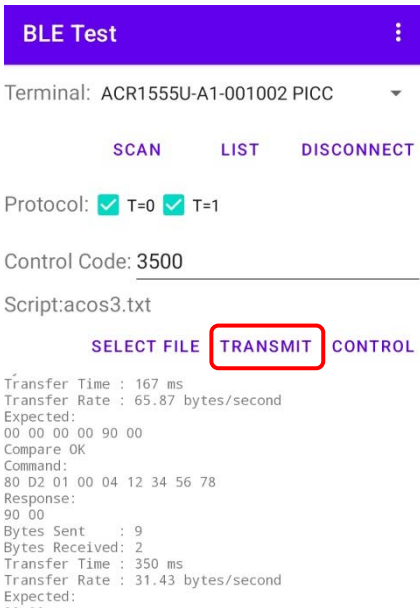 BLE Test
Terminal: ACR1555U-A1-001002 PICC
SCAN LIST DISCONNECT
Protocol: T=0 T=1
Control Code: 3500
Script:acos3.txt
SELECT FILE TRANSMIT CONTROL
Transfer Time : 167 ms
Transfer Rate : 65.87 bytes/second
Expected:
00 00 00 00 90 00
Compare OK
Command:
80 D2 01 00 04 12 34 56 78
Response:
90 00
Bytes Sent    : 9
Bytes Received: 2
Transfer Time : 350 ms
Transfer Rate : 31.43 bytes/second
Expected: